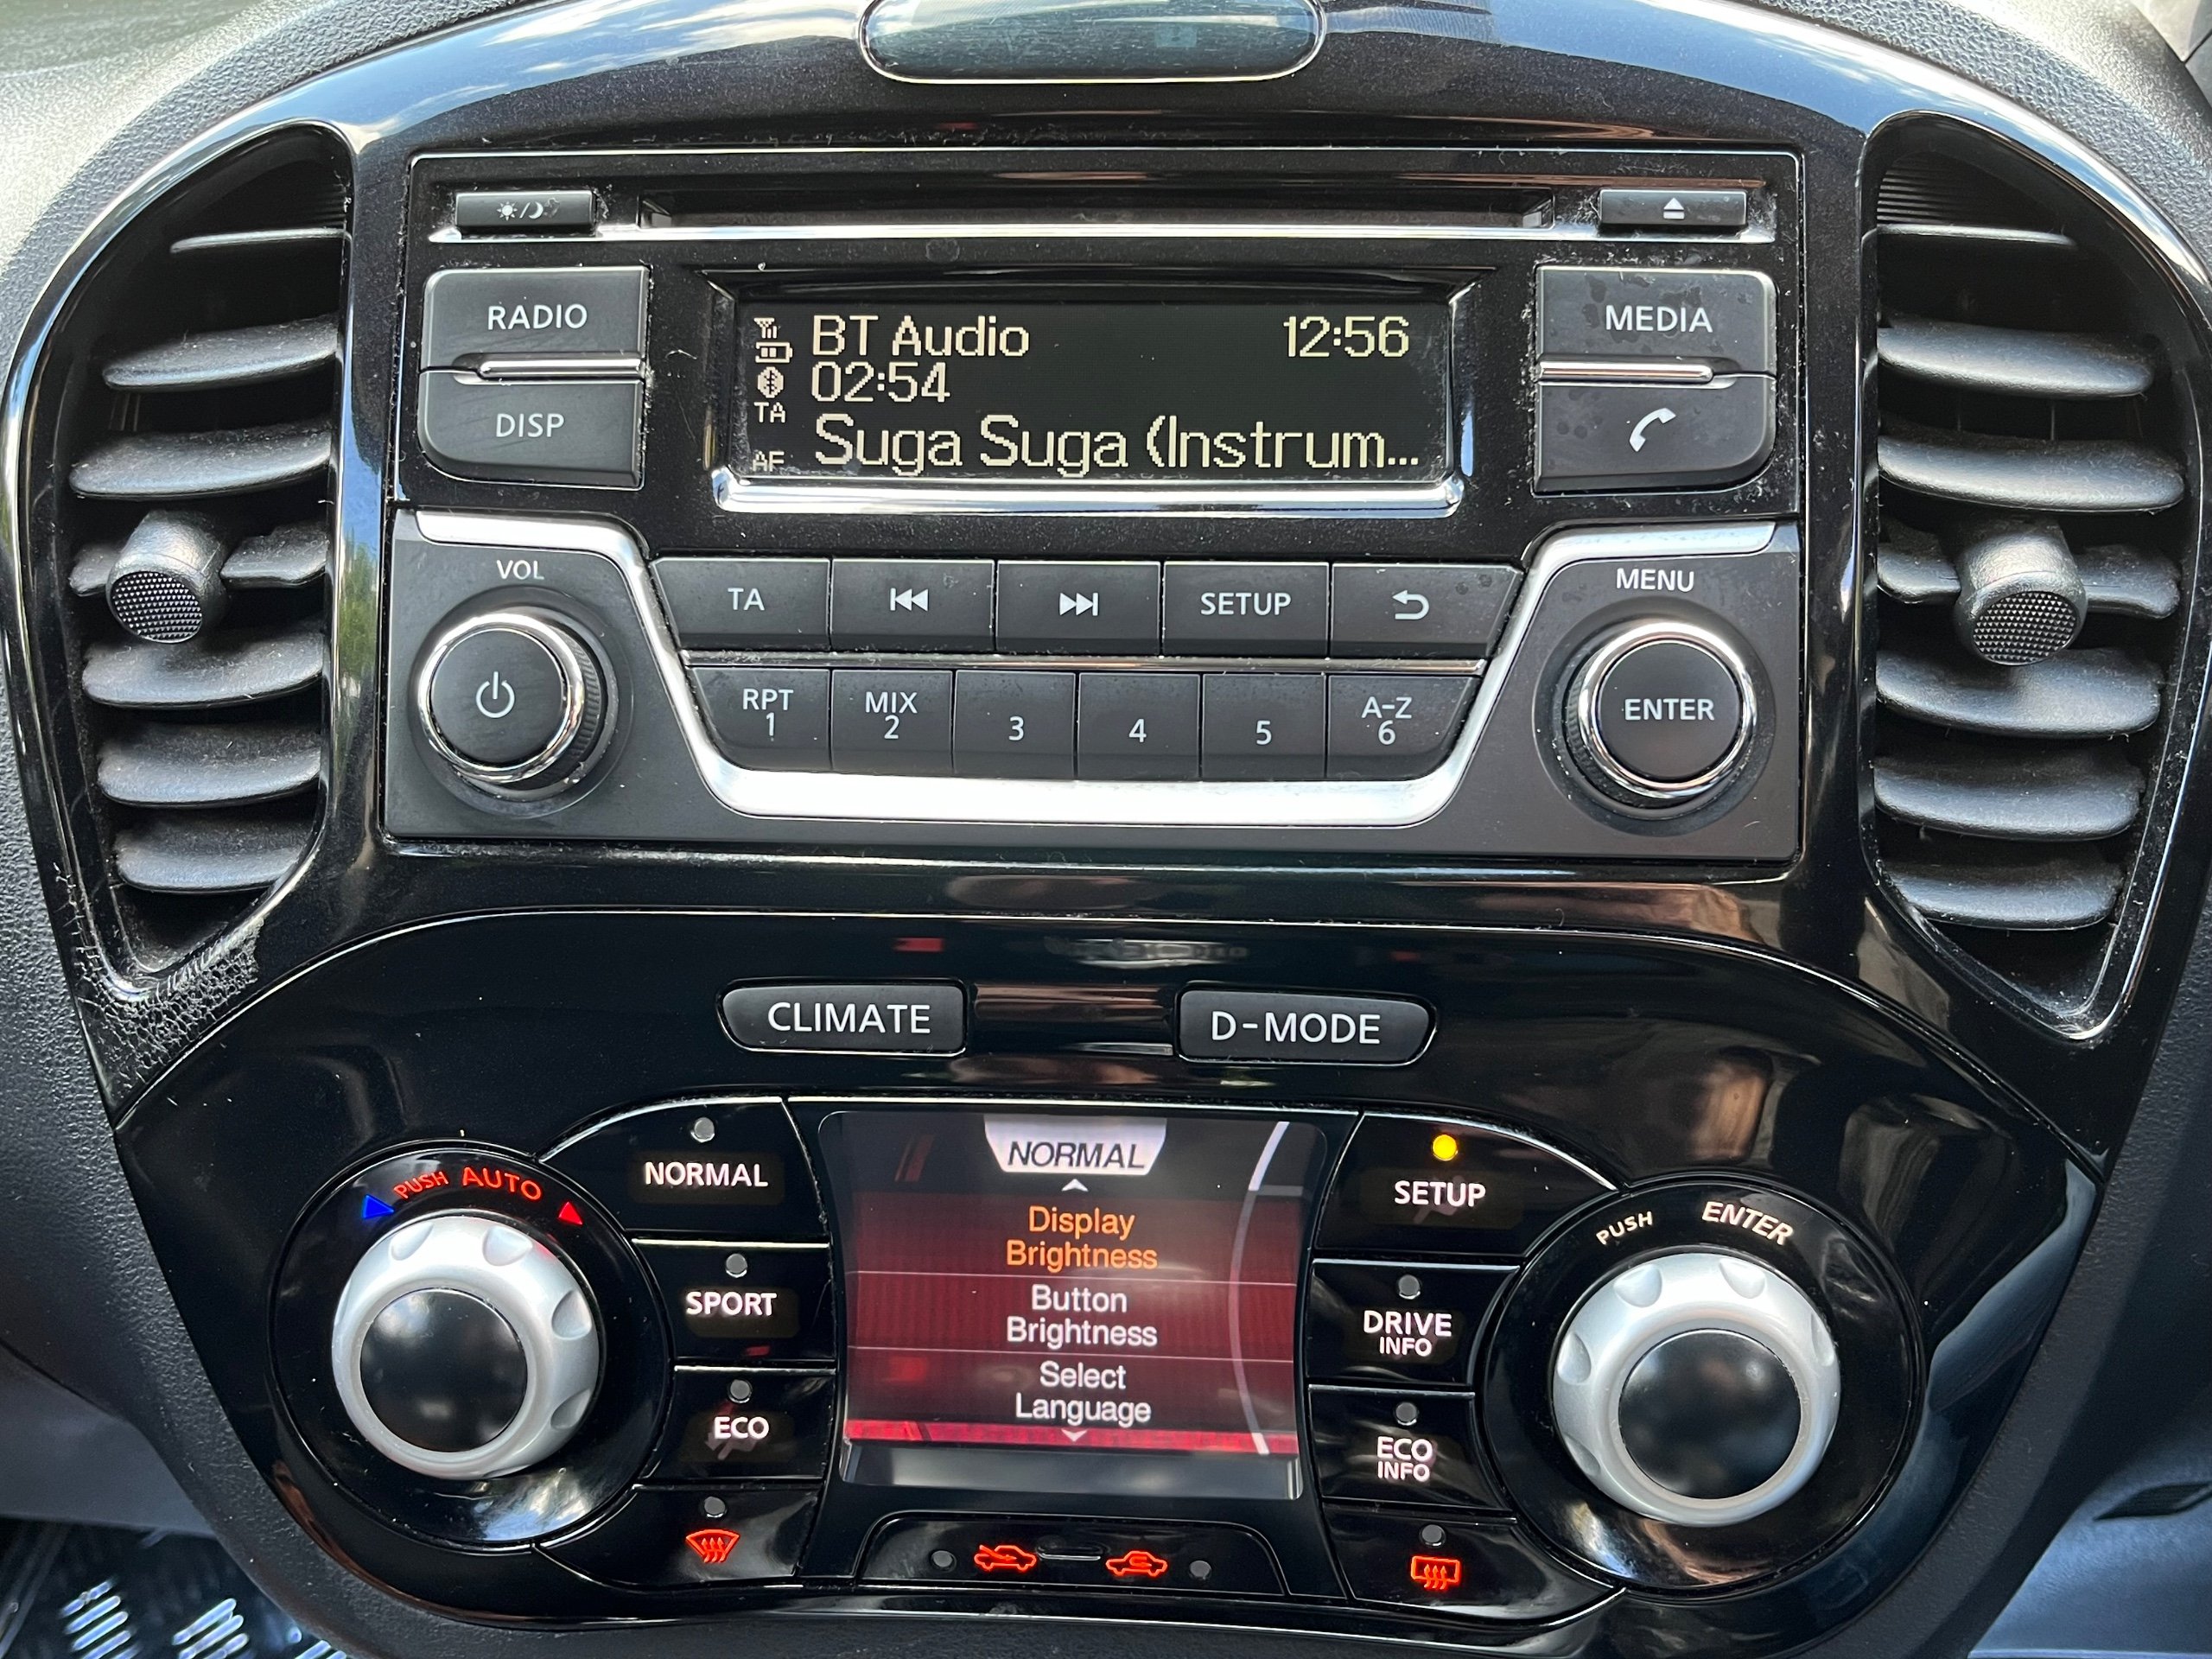 RADIO
DISP
MEDIA
BT Audio 12:56
02:54
TA
Suga Suga (Instrum...
AF
VOL
MENU
TA
SETUP
RPT
1
MIX
2
3
4
5
A-Z
6
ENTER
CLIMATE
D-MODE
PUSH AUTO
NORMAL
SPORT
ECO
NORMAL
Display
Brightness
Button
Brightness
Select
Language
SETUP
DRIVE
INFO
ECO
INFO
PUSH ENTER